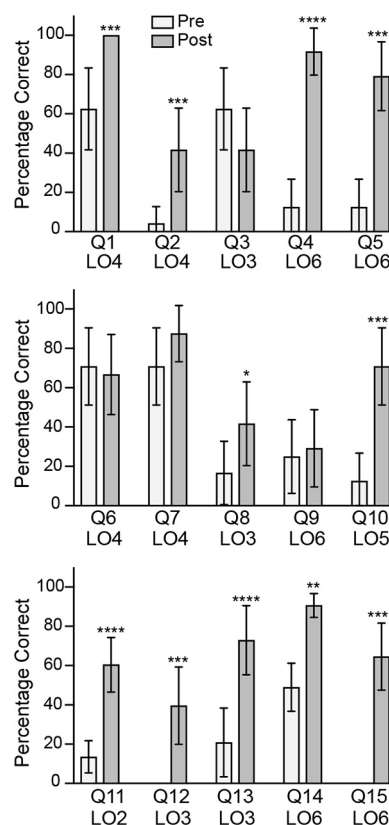 Pre
Post
Percentage Correct
100
80
60
40
20
0
***
***
****
***
Q1 Q2 Q3 Q4 Q5
LO4 LO4 LO3 LO6 LO6
Percentage Correct
100
80
60
40
20
0
*
***
Q6 Q7 Q8 Q9 Q10
LO4 LO4 LO3 LO6 LO5
Percentage Correct
100
80
60
40
20
0
****
***
****
**
***
Q11 Q12 Q13 Q14 Q15
LO2 LO3 LO3 LO6 LO6